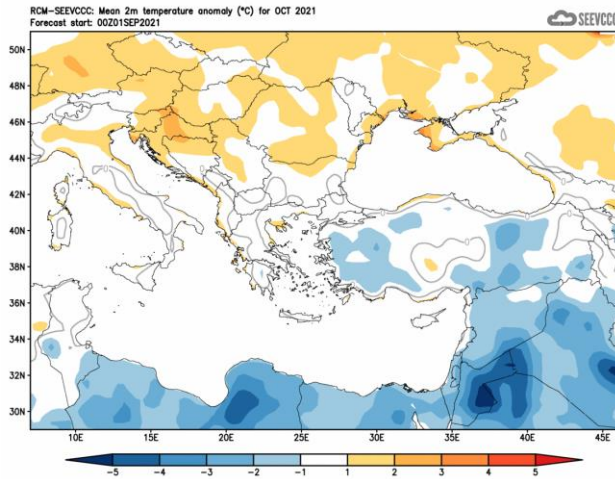 RCM-SEEVCCC: Mean 2m temperature anomaly (°C) for OCT 2021
Forecast start: 00Z01SEP2021
SEEVCCC
50N
48N
46N
44N
42N
40N
38N
36N
34N
32N
30N
10E 15E 20E 25E 30E 35E 40E 45E
-5 -4 -3 -2 -1 1 2 3 4 5